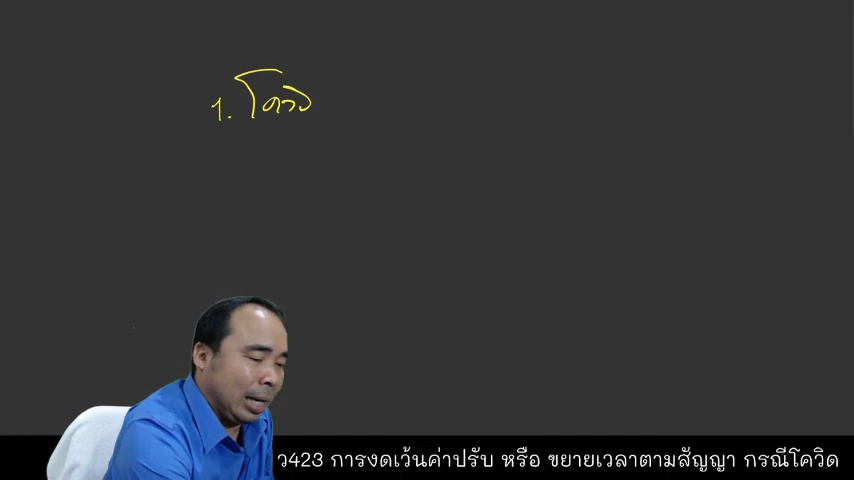 1. โควิ
ว423 การงดเว้นค่าปรับ หรือ ขยายเวลาตามสัญญา กรณีโควิด